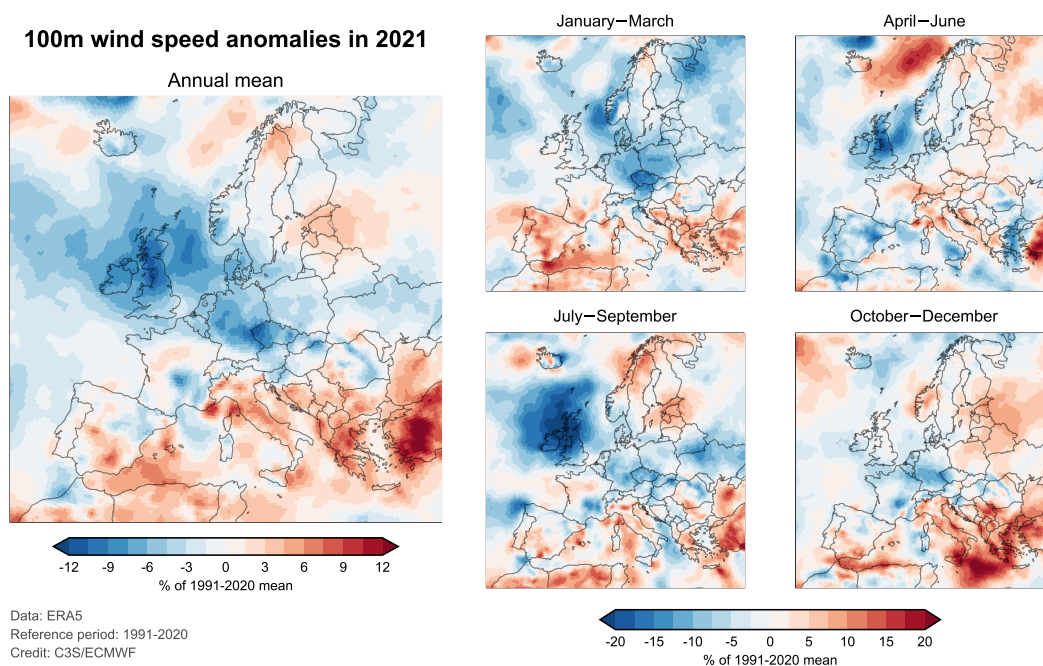 100m wind speed anomalies in 2021
Annual mean
-12 -9 -6 -3 0 3 6 9 12
% of 1991-2020 mean
Data: ERA5
Reference period: 1991-2020
Credit: C3S/ECMWF
January−March
April−June
July−September
October−December
-20 -15 -10 -5 0 5 10 15 20
% of 1991-2020 mean